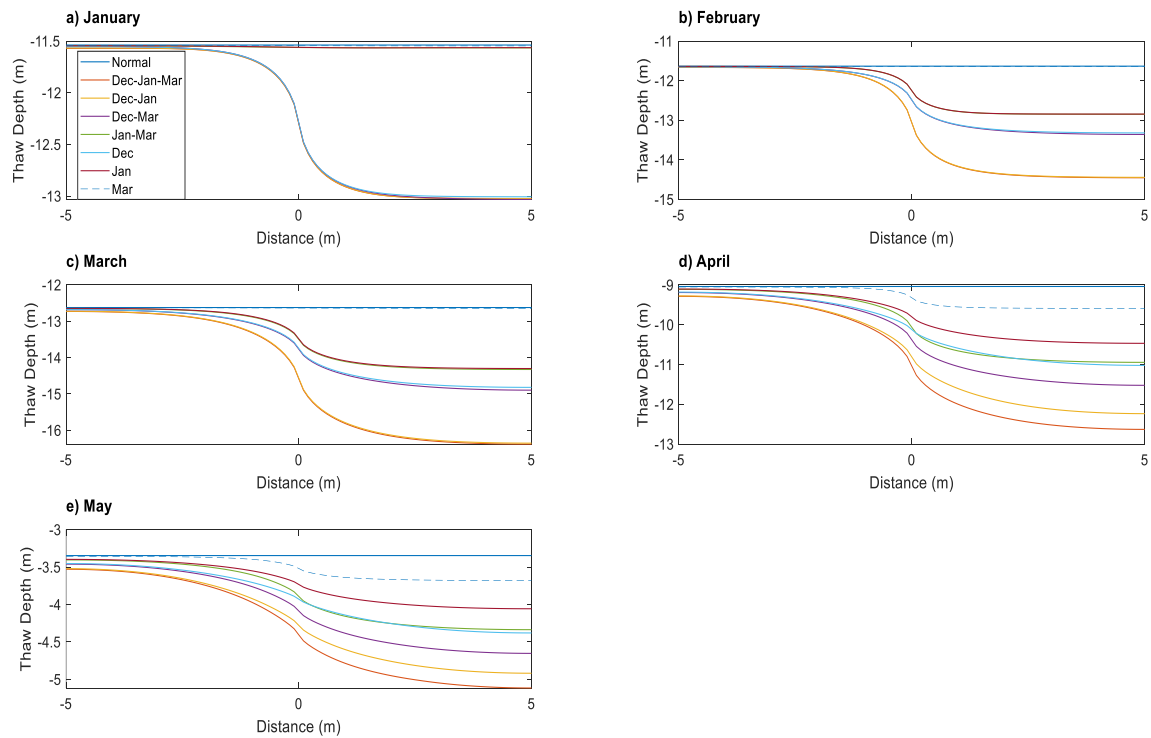 a) January
-11.5
-12
-12.5
-13
Thaw Depth (m)
Normal
Dec-Jan-Mar
Dec-Jan
Dec-Mar
Jan-Mar
Dec
Jan
Mar
-5
0
5
Distance (m)
b) February
-11
-12
-13
-14
-15
Thaw Depth (m)
-5
0
5
Distance (m)
c) March
-12
-13
-14
-15
-16
Thaw Depth (m)
-5
0
5
Distance (m)
d) April
-9
-10
-11
-12
-13
Thaw Depth (m)
-5
0
5
Distance (m)
e) May
-3
-3.5
-4
-4.5
-5
Thaw Depth (m)
-5
0
5
Distance (m)